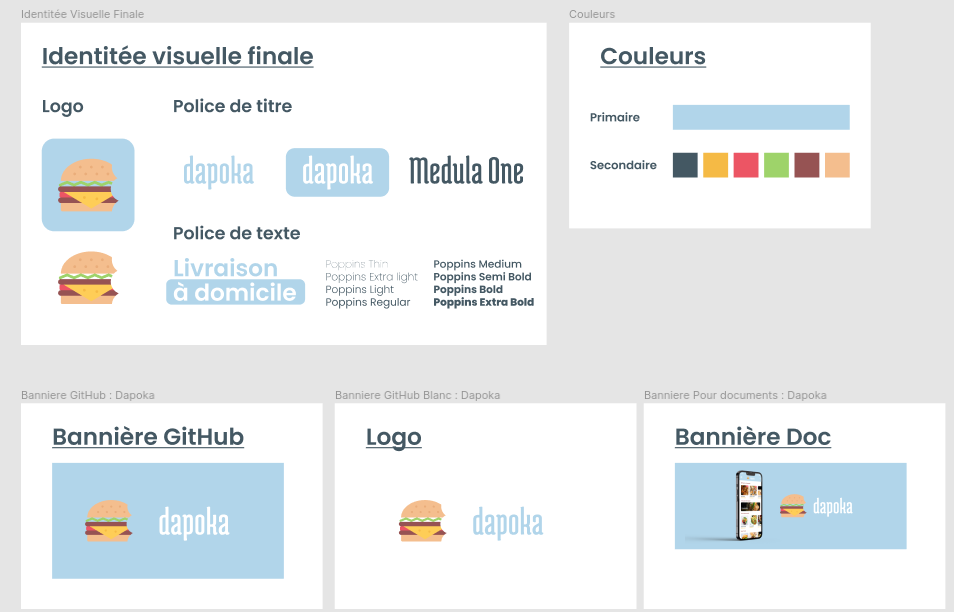 Identitée Visuelle Finale
Identitée visuelle finale
Logo
Police de titre
dapoka
dapoka
Medula One
Police de texte
Livraison
à domicile
Poppins Thin
Poppins Extra light
Poppins Light
Poppins Regular
Poppins Medium
Poppins Semi Bold
Poppins Bold
Poppins Extra Bold
Couleurs
Couleurs
Primaire
Secondaire
Banniere GitHub : Dapoka
Bannière GitHub
dapoka
Banniere GitHub Blanc : Dapoka
Logo
dapoka
Banniere Pour documents : Dapoka
Bannière Doc
dapoka